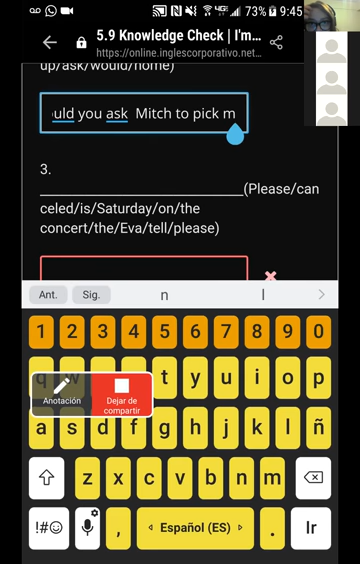 73% 9:45
5.9 Knowledge Check | I'm...
https://online.inglescorporativo.net...
up/ask/would/home)
uld you ask Mitch to pick m
3.
(Please/can
celed/is/Saturday/on/the
concert/the/Eva/tell/please)
Ant. Sig. n l
1 2 3 4 5 6 7 8 9 0
q w e r t y u i o p
Anotación Dejar de
compartir
a s d f g h j k l ñ
z x c v b n m
!#☺ , Español (ES) . Ir